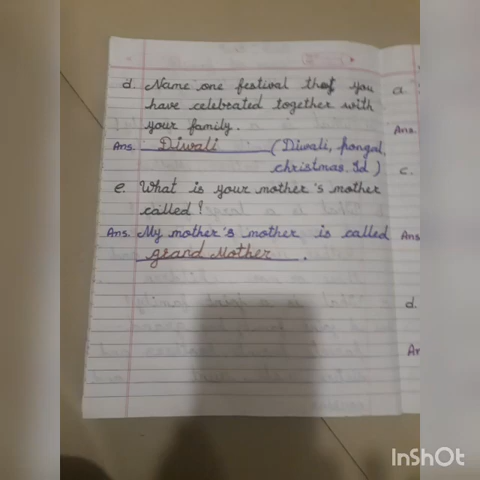 d. Name one festival that you
have celebrated together with
your family.
Ans. Diwali (Diwali, Pongal,
christmas. Id)
e. What is your mother's mother
called?
Ans. My mother's mother is called
grand Mother.
a.
Ans.
c.
Ans
d.
Ar
InShOt